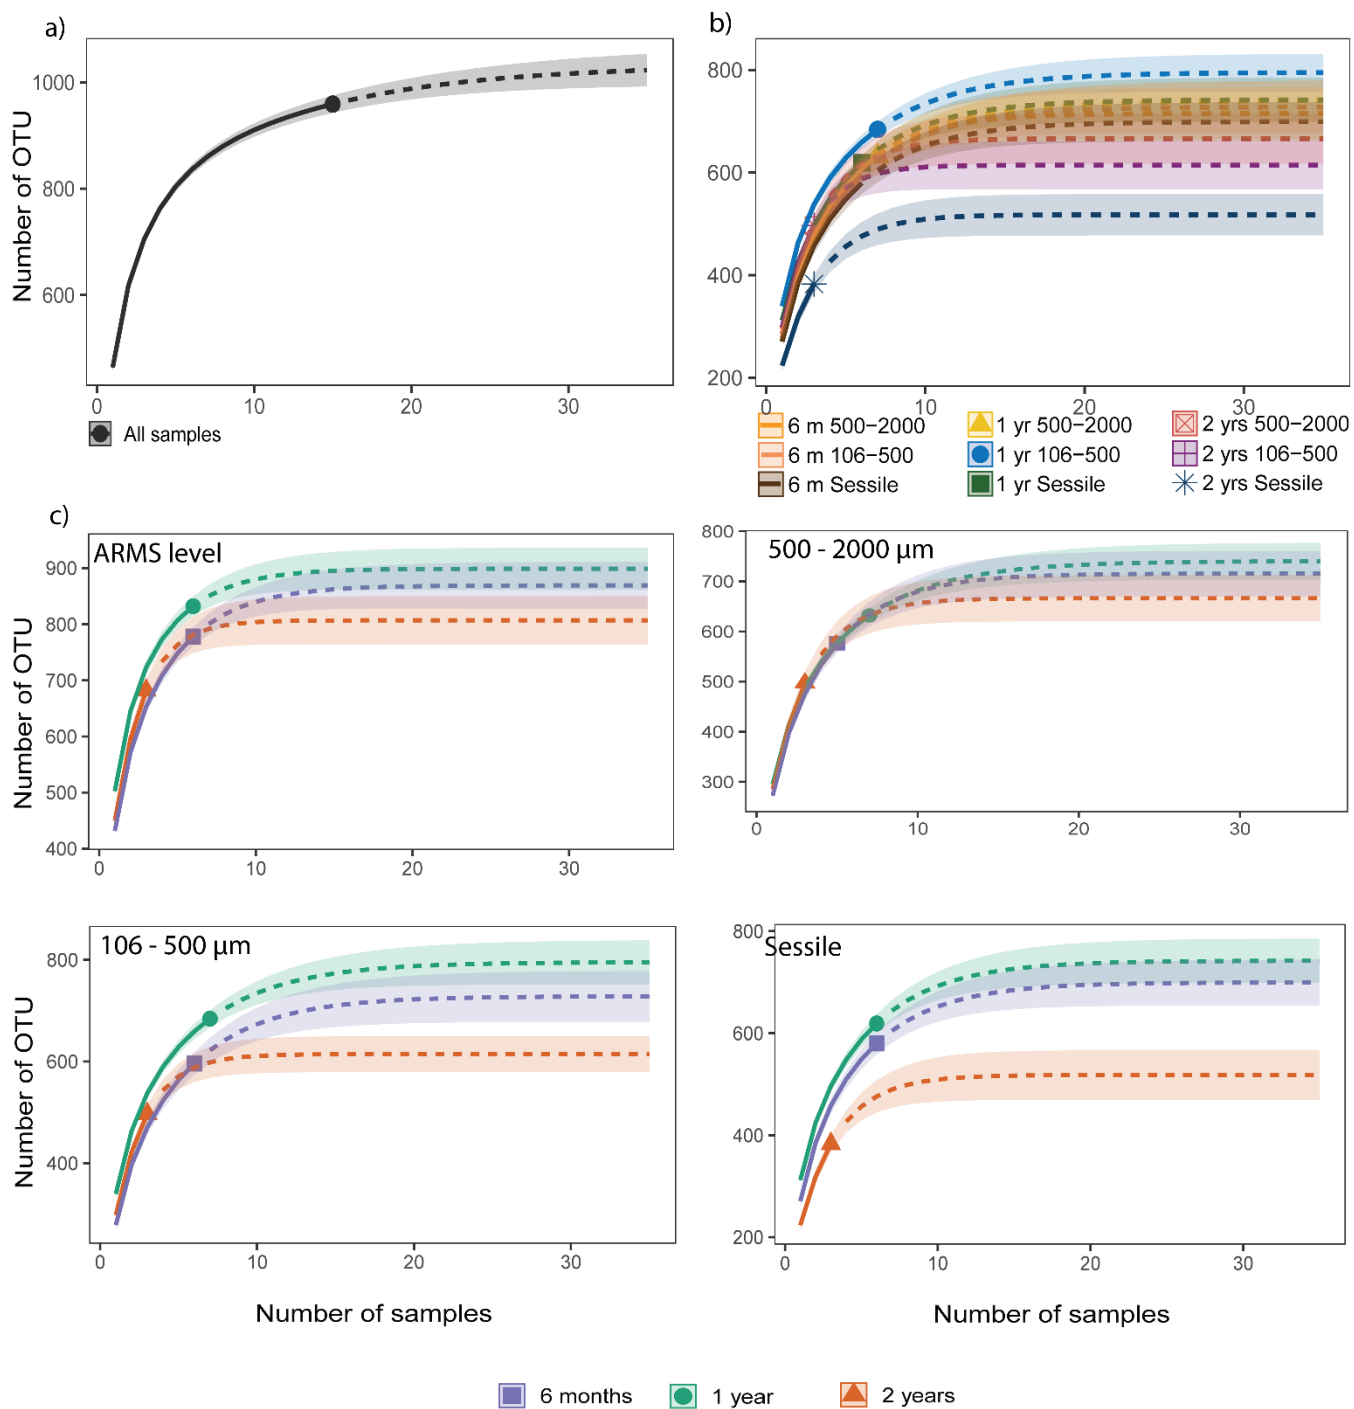 a)
Number of OTU
1000
800
600
0 10 20 30
All samples
b)
800
600
400
200
0 10 20 30
6 m 500−2000 1 yr 500−2000 2 yrs 500−2000
6 m 106−500 1 yr 106−500 2 yrs 106−500
6 m Sessile 1 yr Sessile 2 yrs Sessile
c)
ARMS level
Number of OTU
900
800
700
600
500
400
0 10 20 30
500 - 2000 µm
800
700
600
500
400
300
0 10 20 30
106 - 500 µm
Number of OTU
800
600
400
0 10 20 30
Number of samples
Sessile
800
600
400
200
0 10 20 30
Number of samples
6 months 1 year 2 years